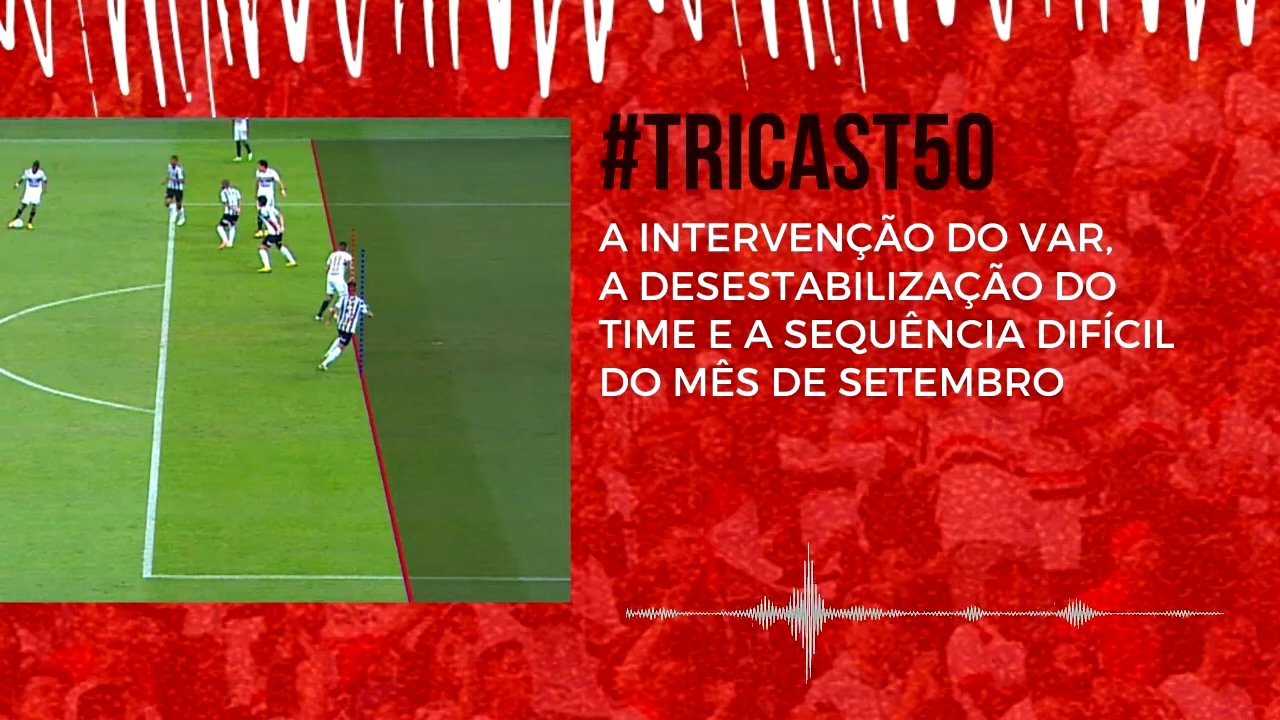 #TRICAST50
A INTERVENÇÃO DO VAR,
A DESESTABILIZAÇÃO DO
TIME E A SEQUÊNCIA DIFÍCIL
DO MÊS DE SETEMBRO